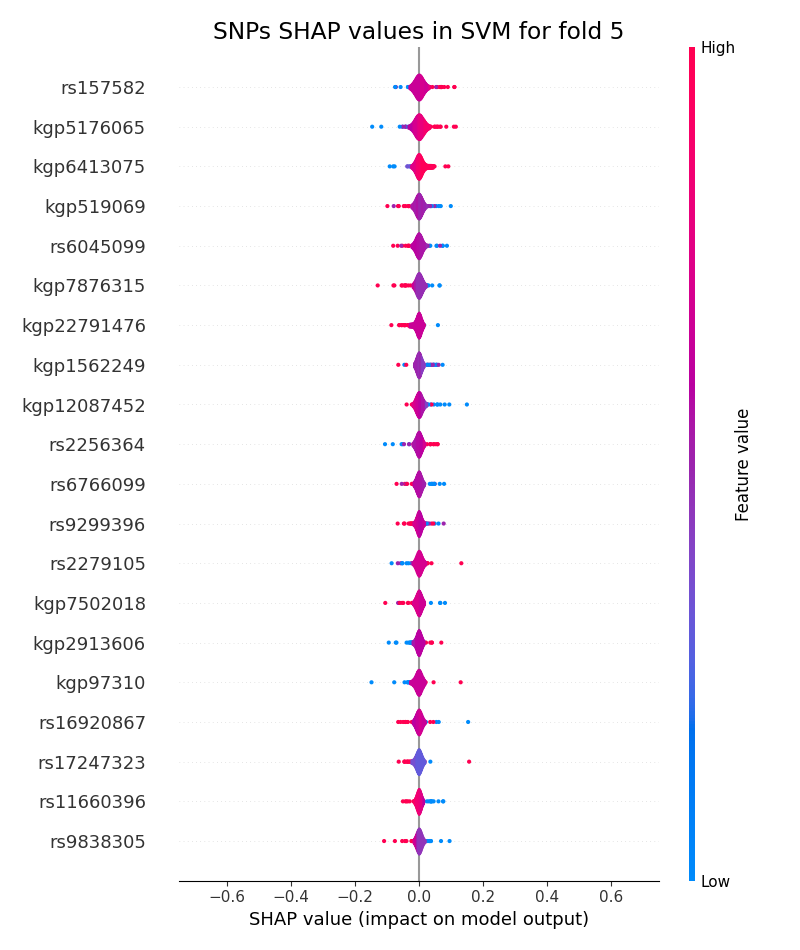 SNPs SHAP values in SVM for fold 5
High
rs157582
kgp5176065
kgp6413075
kgp519069
rs6045099
kgp7876315
kgp22791476
kgp1562249
kgp12087452
rs2256364
rs6766099
rs9299396
rs2279105
kgp7502018
kgp2913606
kgp97310
rs16920867
rs17247323
rs11660396
rs9838305
Feature value
Low
−0.6 −0.4 −0.2 0.0 0.2 0.4 0.6
SHAP value (impact on model output)